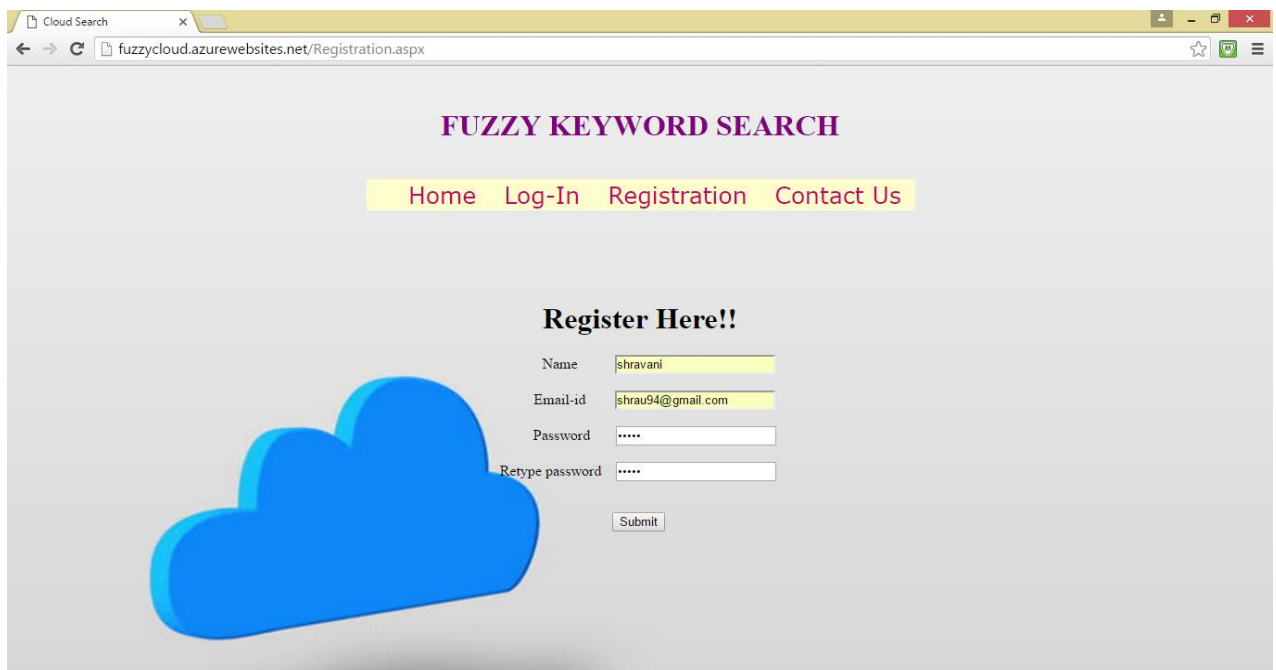 Cloud Search
fuzzycloud.azurewebsites.net/Registration.aspx
FUZZY KEYWORD SEARCH
Home Log-In Registration Contact Us
Register Here!!
Name shravani
Email-id shrau94@gmail.com
Password •••••
Retype password •••••
Submit